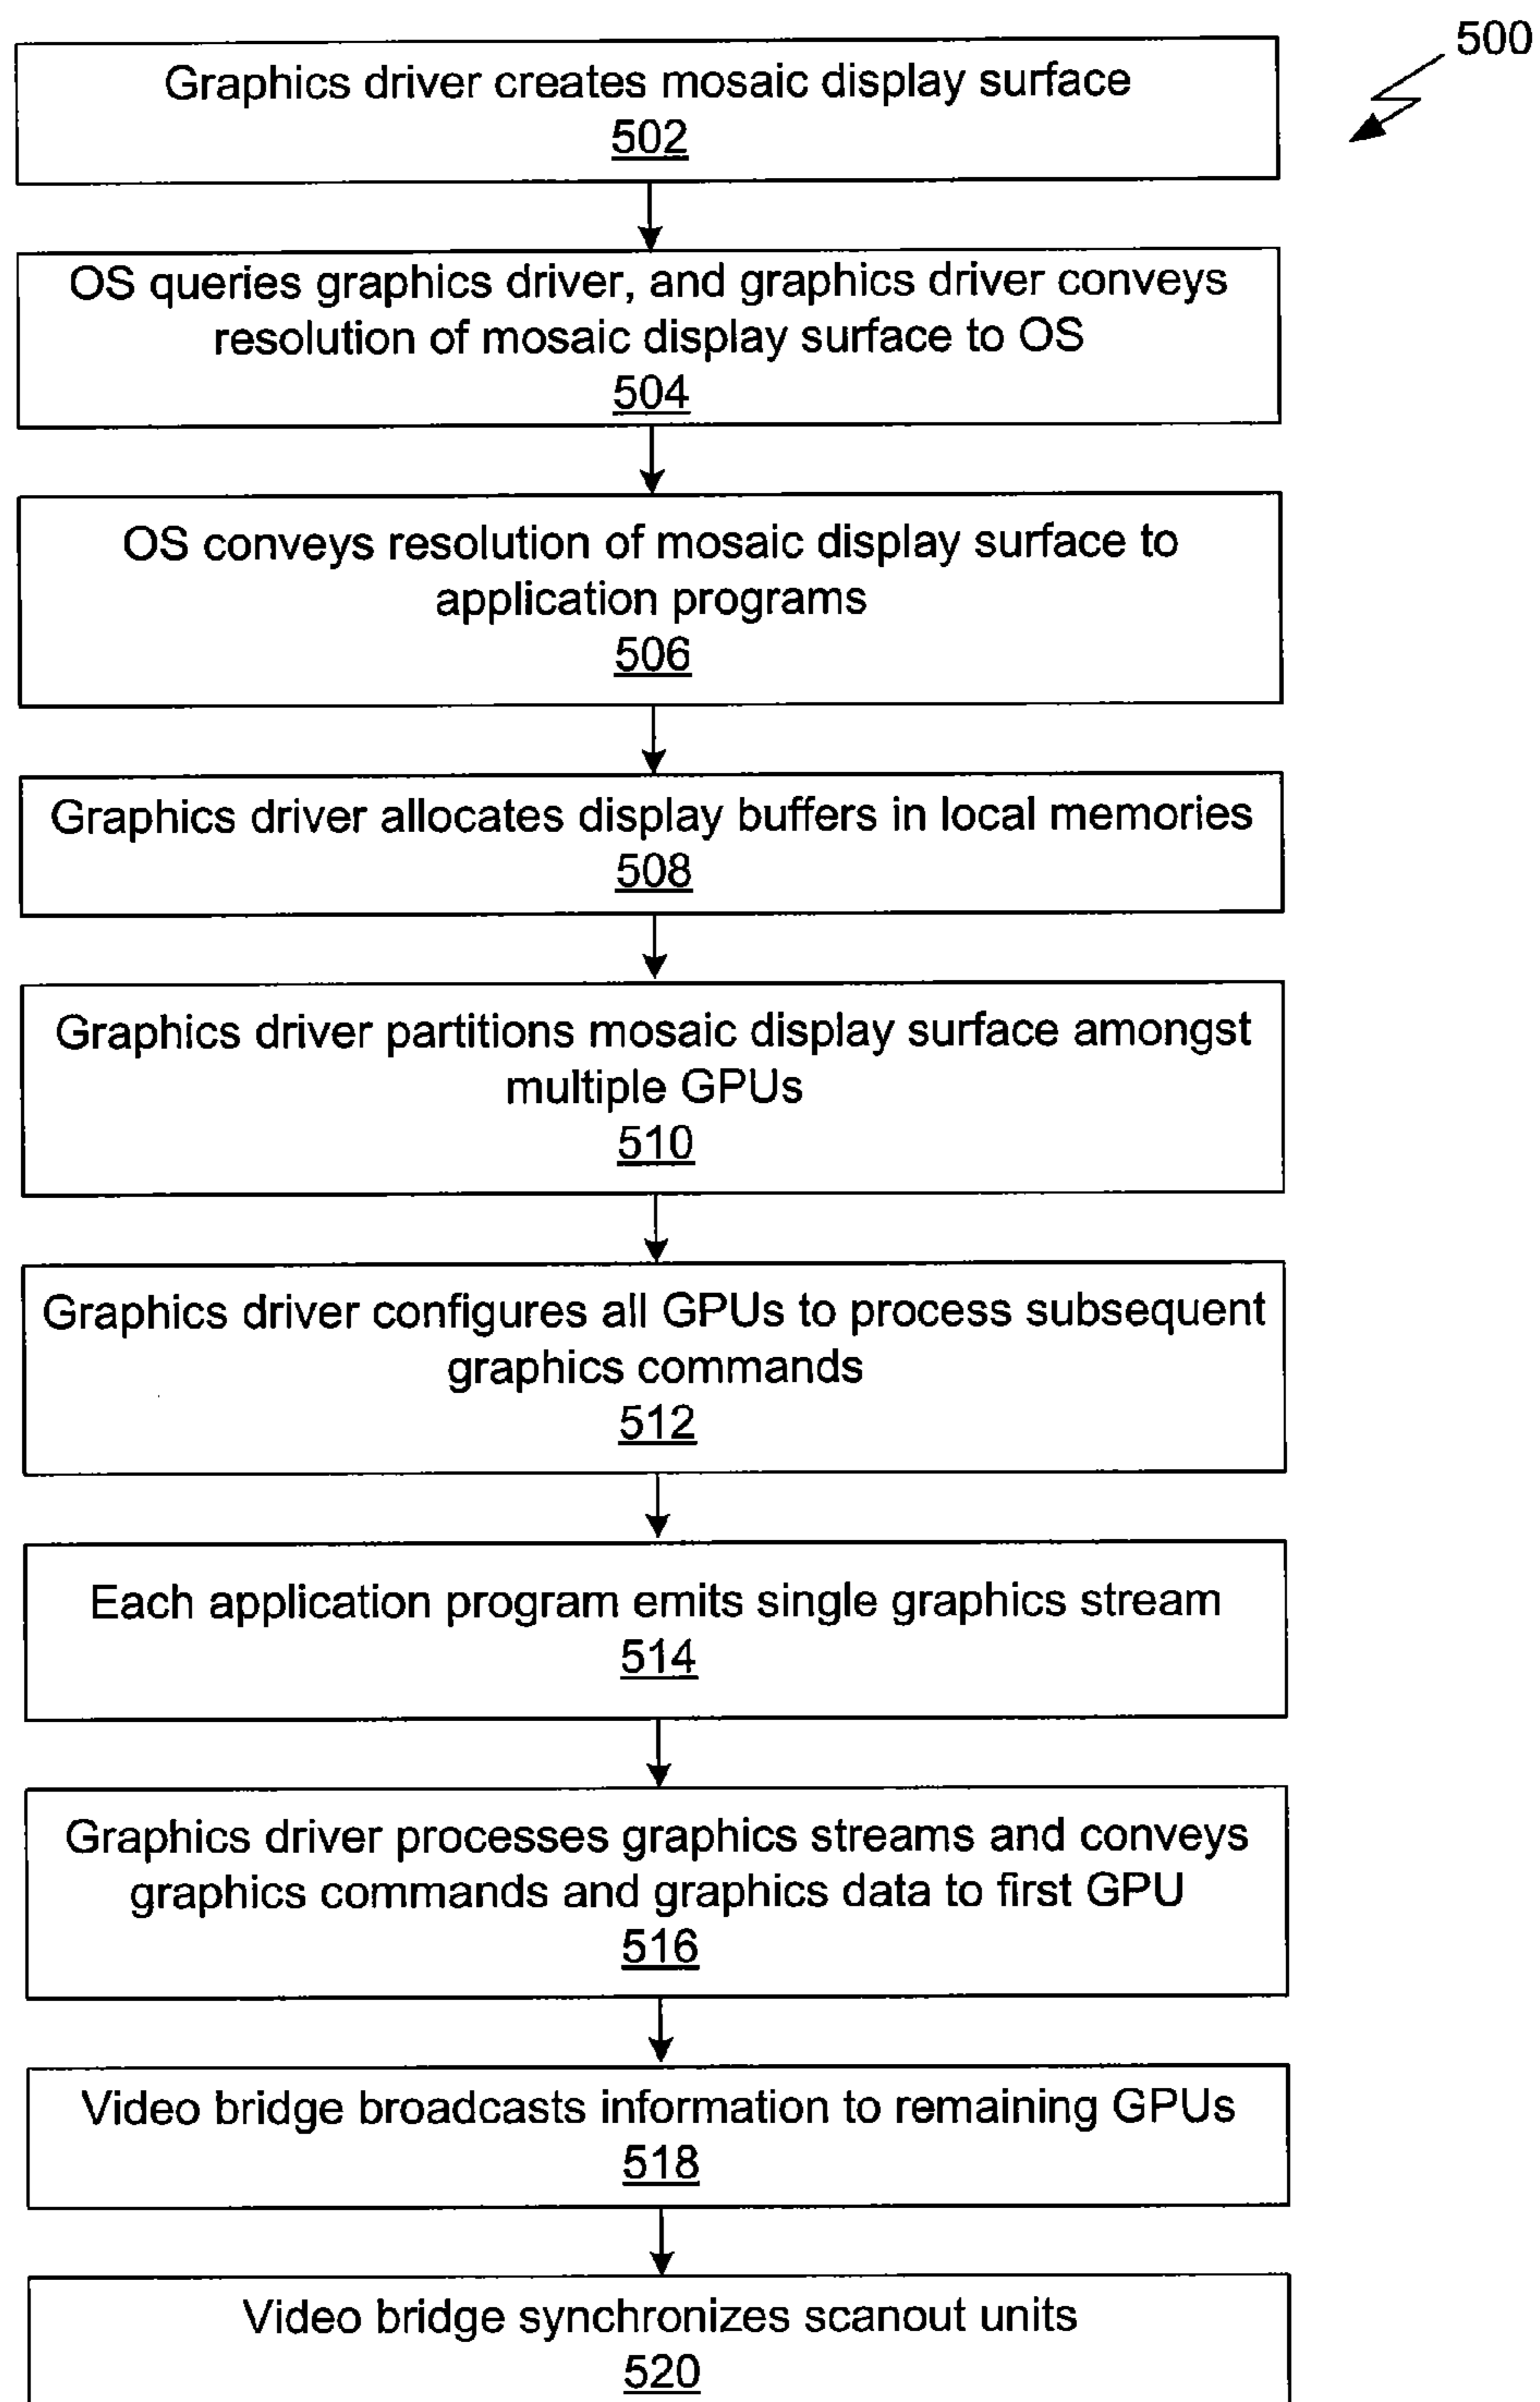 500
Graphics driver creates mosaic display surface
502
OS queries graphics driver, and graphics driver conveys
resolution of mosaic display surface to OS
504
OS conveys resolution of mosaic display surface to
application programs
506
Graphics driver allocates display buffers in local memories
508
Graphics driver partitions mosaic display surface amongst
multiple GPUs
510
Graphics driver configures all GPUs to process subsequent
graphics commands
512
Each application program emits single graphics stream
514
Graphics driver processes graphics streams and conveys
graphics commands and graphics data to first GPU
516
Video bridge broadcasts information to remaining GPUs
518
Video bridge synchronizes scanout units
520